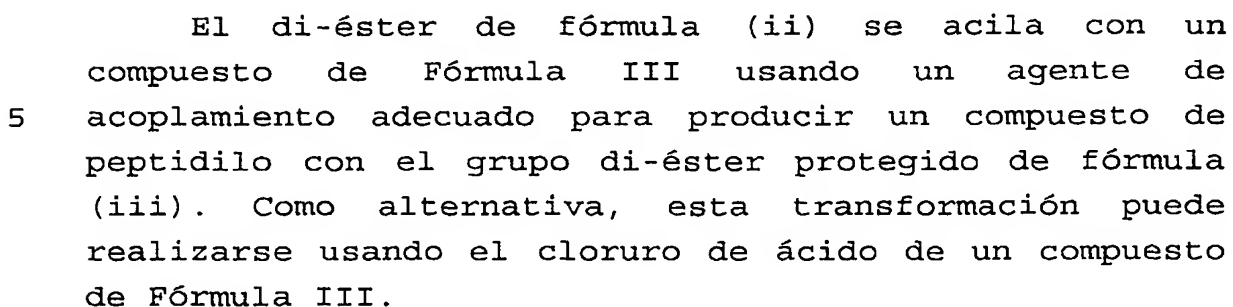 El di-éster de fórmula (ii) se acila con un
compuesto de Fórmula III usando un agente de
5 acoplamiento adecuado para producir un compuesto de
peptidilo con el grupo di-éster protegido de fórmula
(iii). Como alternativa, esta transformación puede
realizarse usando el cloruro de ácido de un compuesto
de Fórmula III.